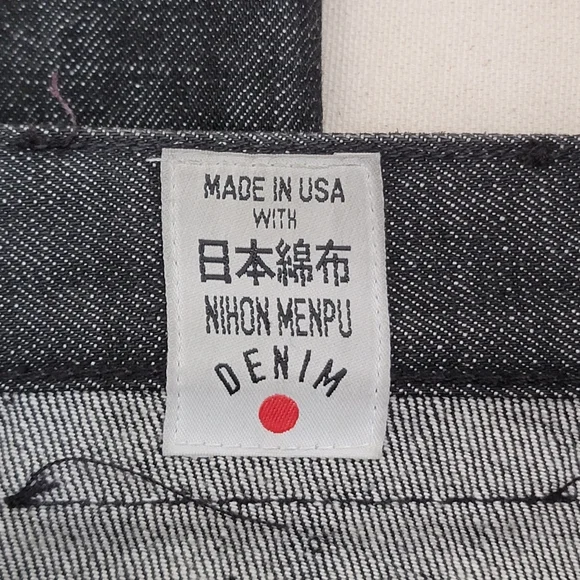 MADE IN USA
WITH
日本綿布
NIHON MENPU
DENIM